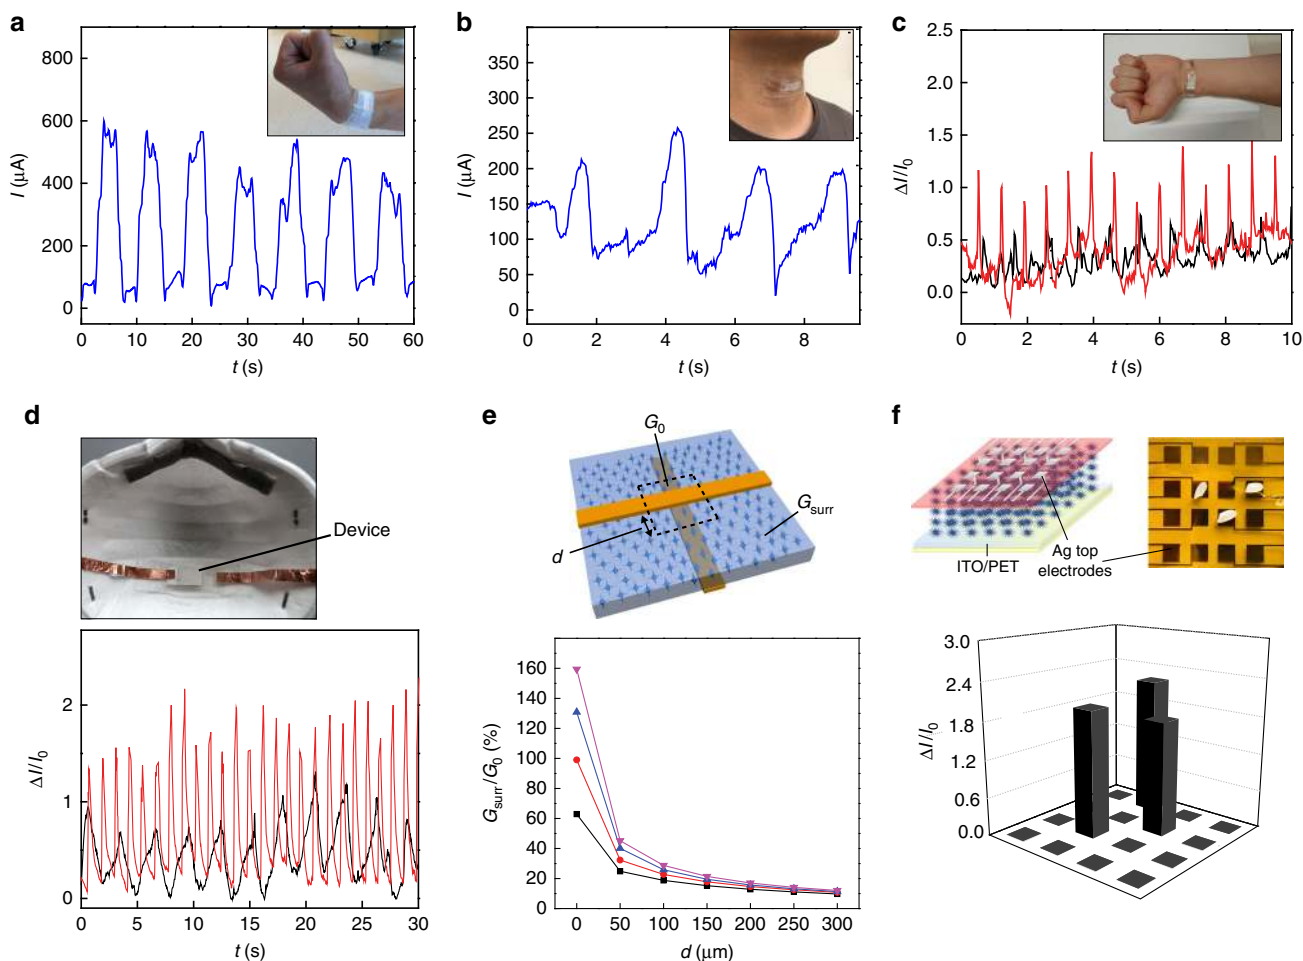 a
800
600
400
200
0
I (μA)
0 10 20 30 40 50 60
t (s)
b
350
300
250
200
150
100
50
0
I (μA)
0 2 4 6 8
t (s)
c
2.5
2.0
1.5
1.0
0.5
0.0
ΔI/I0
0 2 4 6 8 10
t (s)
d
Device
2
1
0
ΔI/I0
0 5 10 15 20 25 30
t (s)
e
G0
Gsurr
d
160
140
120
100
80
60
40
20
0
Gsurr/G0 (%)
0 50 100 150 200 250 300
d (μm)
f
ITO/PET
Ag top
electrodes
3.0
2.4
1.8
1.2
0.6
0.0
ΔI/I0